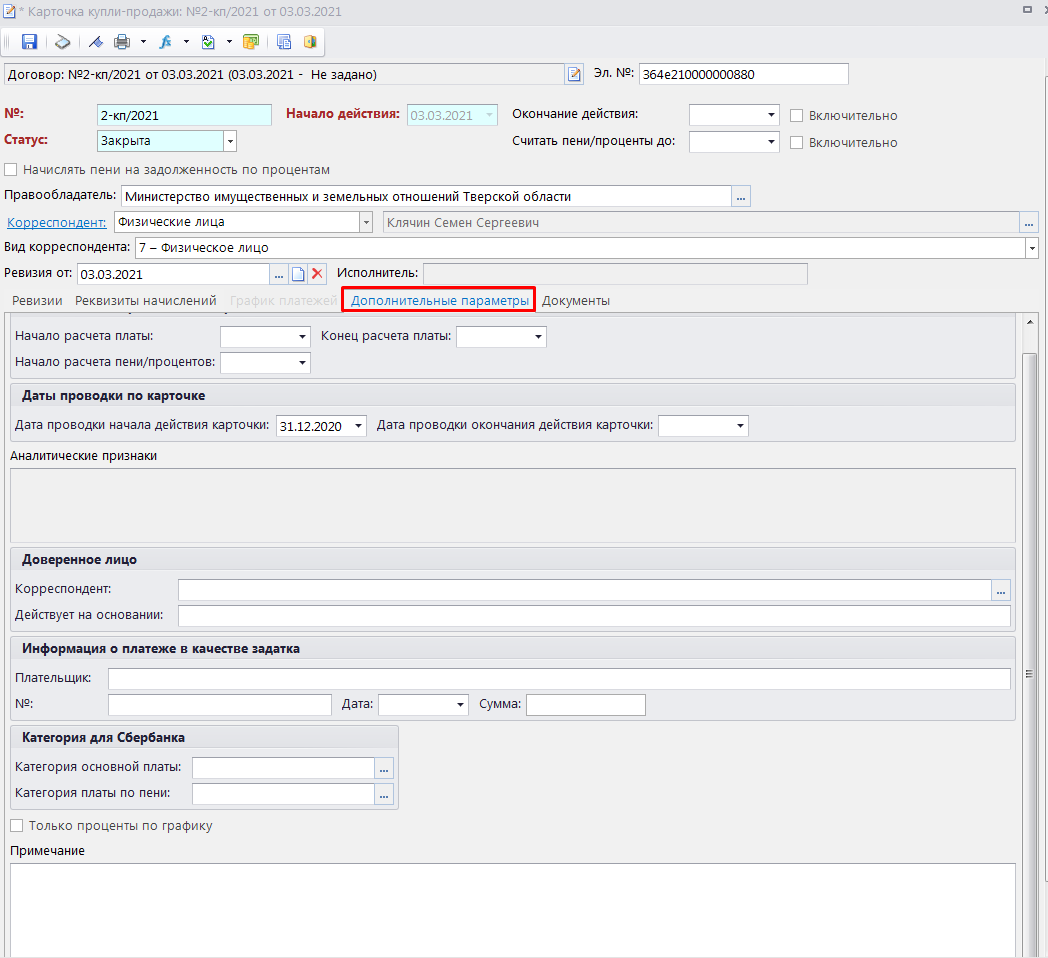 * Карточка купли-продажи: №2-кп/2021 от 03.03.2021
Договор: №2-кп/2021 от 03.03.2021 (03.03.2021 - Не задано)
Эл. №: 364e210000000880
№: 2-кп/2021 Начало действия: 03.03.2021 Окончание действия: Включительно
Статус: Закрыта Считать пени/проценты до: Включительно
Начислять пени на задолженность по процентам
Правообладатель: Министерство имущественных и земельных отношений Тверской области ...
Корреспондент: Физические лица Клячин Семен Сергеевич ...
Вид корреспондента: 7 – Физическое лицо
Ревизия от: 03.03.2021 ... Исполнитель:
Ревизии Реквизиты начислений График платежей Дополнительные параметры Документы
Начало расчета платы: Конец расчета платы:
Начало расчета пени/процентов:
Даты проводки по карточке
Дата проводки начала действия карточки: 31.12.2020 Дата проводки окончания действия карточки:
Аналитические признаки
Доверенное лицо
Корреспондент: ...
Действует на основании:
Информация о платеже в качестве задатка
Плательщик:
№: Дата: Сумма:
Категория для Сбербанка
Категория основной платы: ...
Категория платы по пени: ...
Только проценты по графику
Примечание